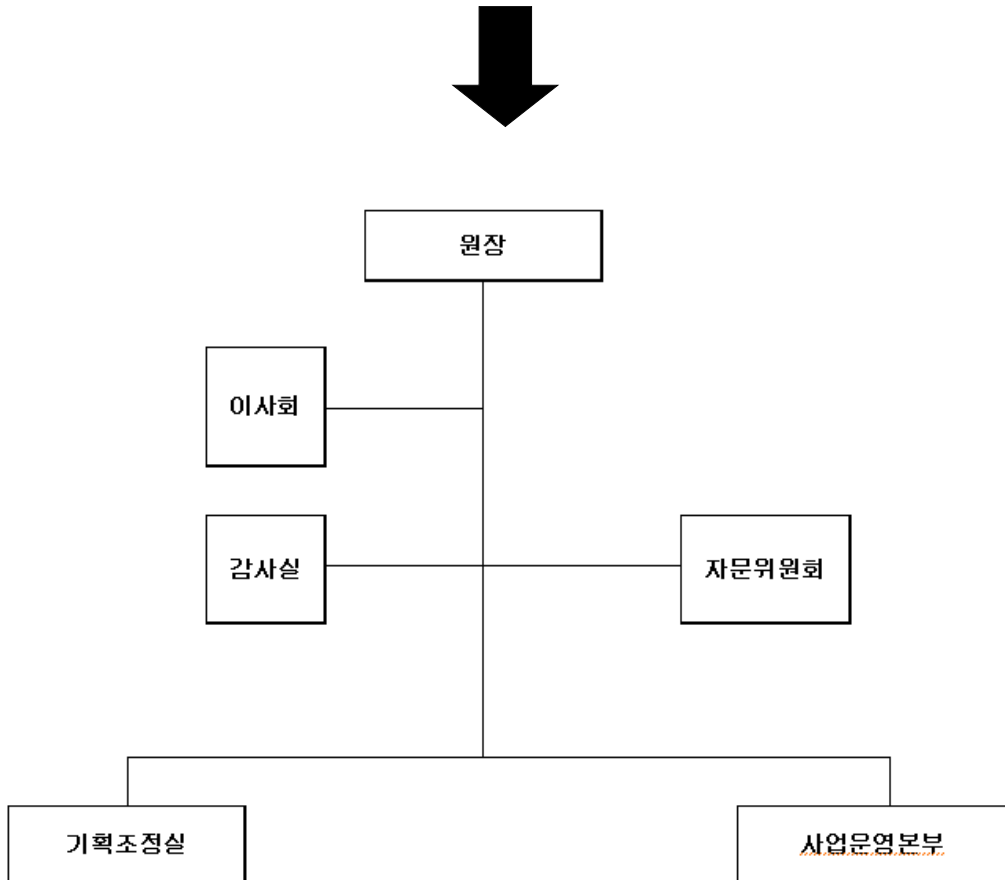 원장
이사회
감사실
자문위원회
기획조정실
사업운영본부